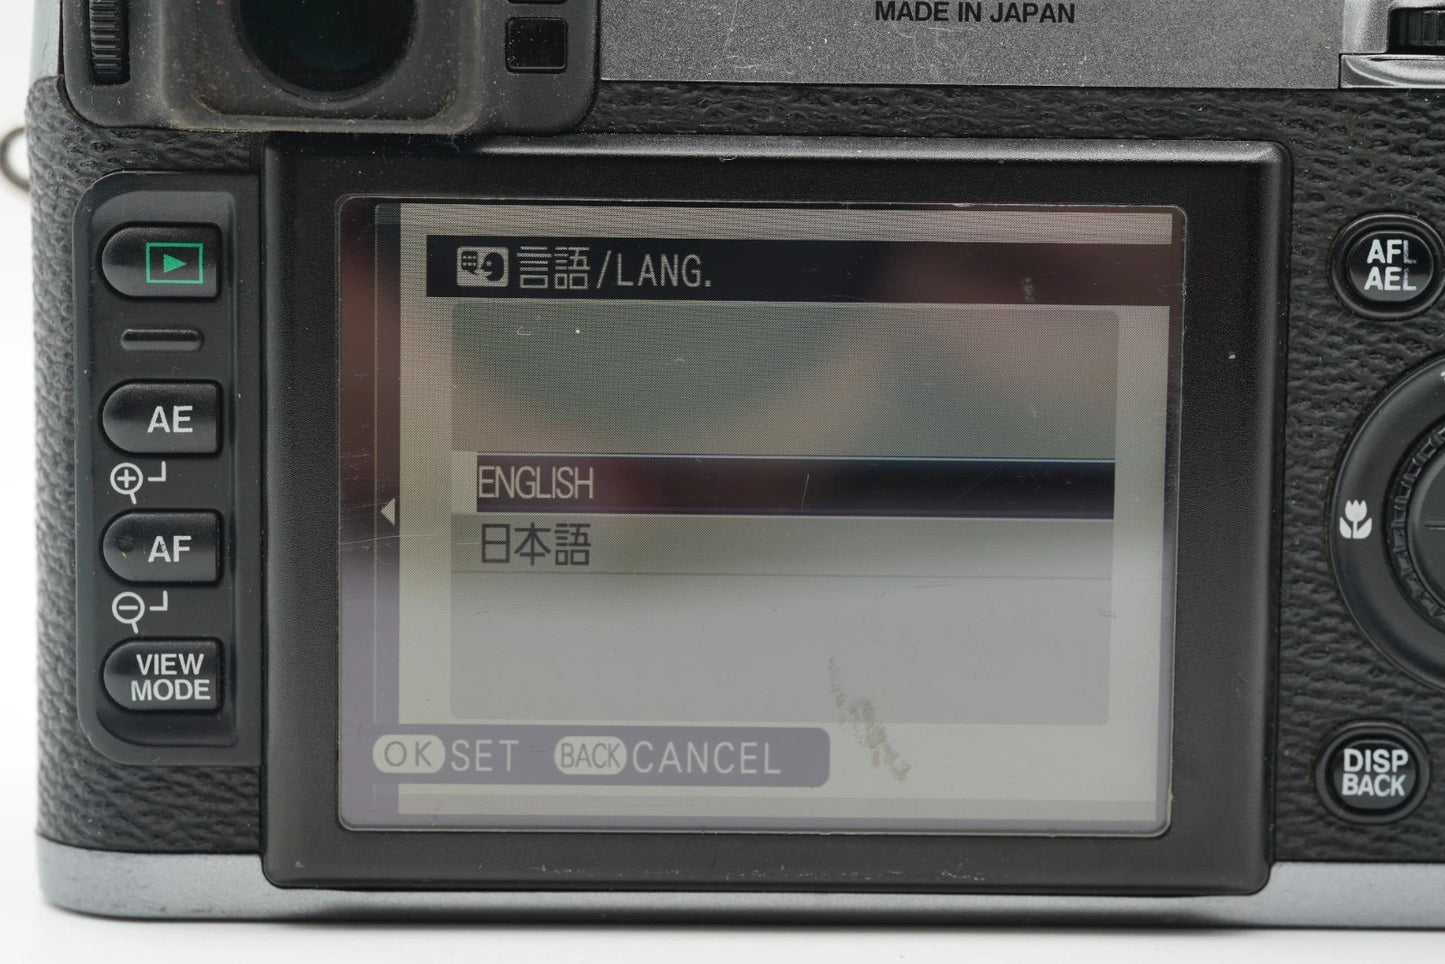 MADE IN JAPAN
言語/LANG.
ENGLISH
日本語
OK SET BACK CANCEL
AE
AF
VIEW
MODE
AFL
AEL
DISP
BACK